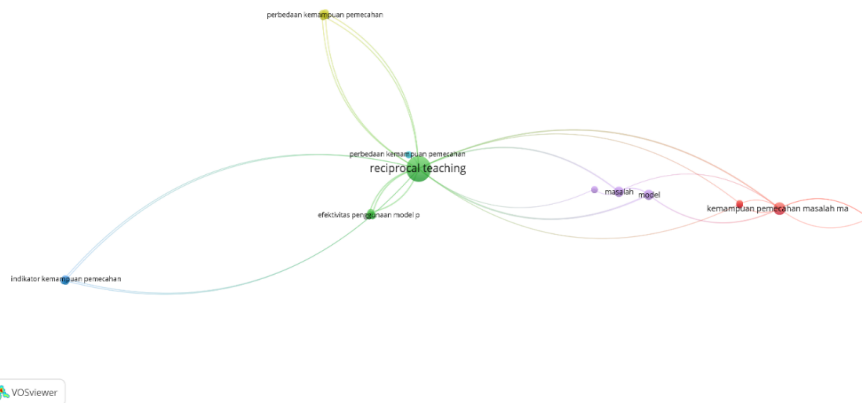 perbedaan kemampuan pemecahan
perbedaan kemampuan pemecahan
reciprocal teaching
masalah
model
kemampuan pemecahan masalah ma
efektivitas penggunaan model p
indikator kemampuan pemecahan
VOSviewer